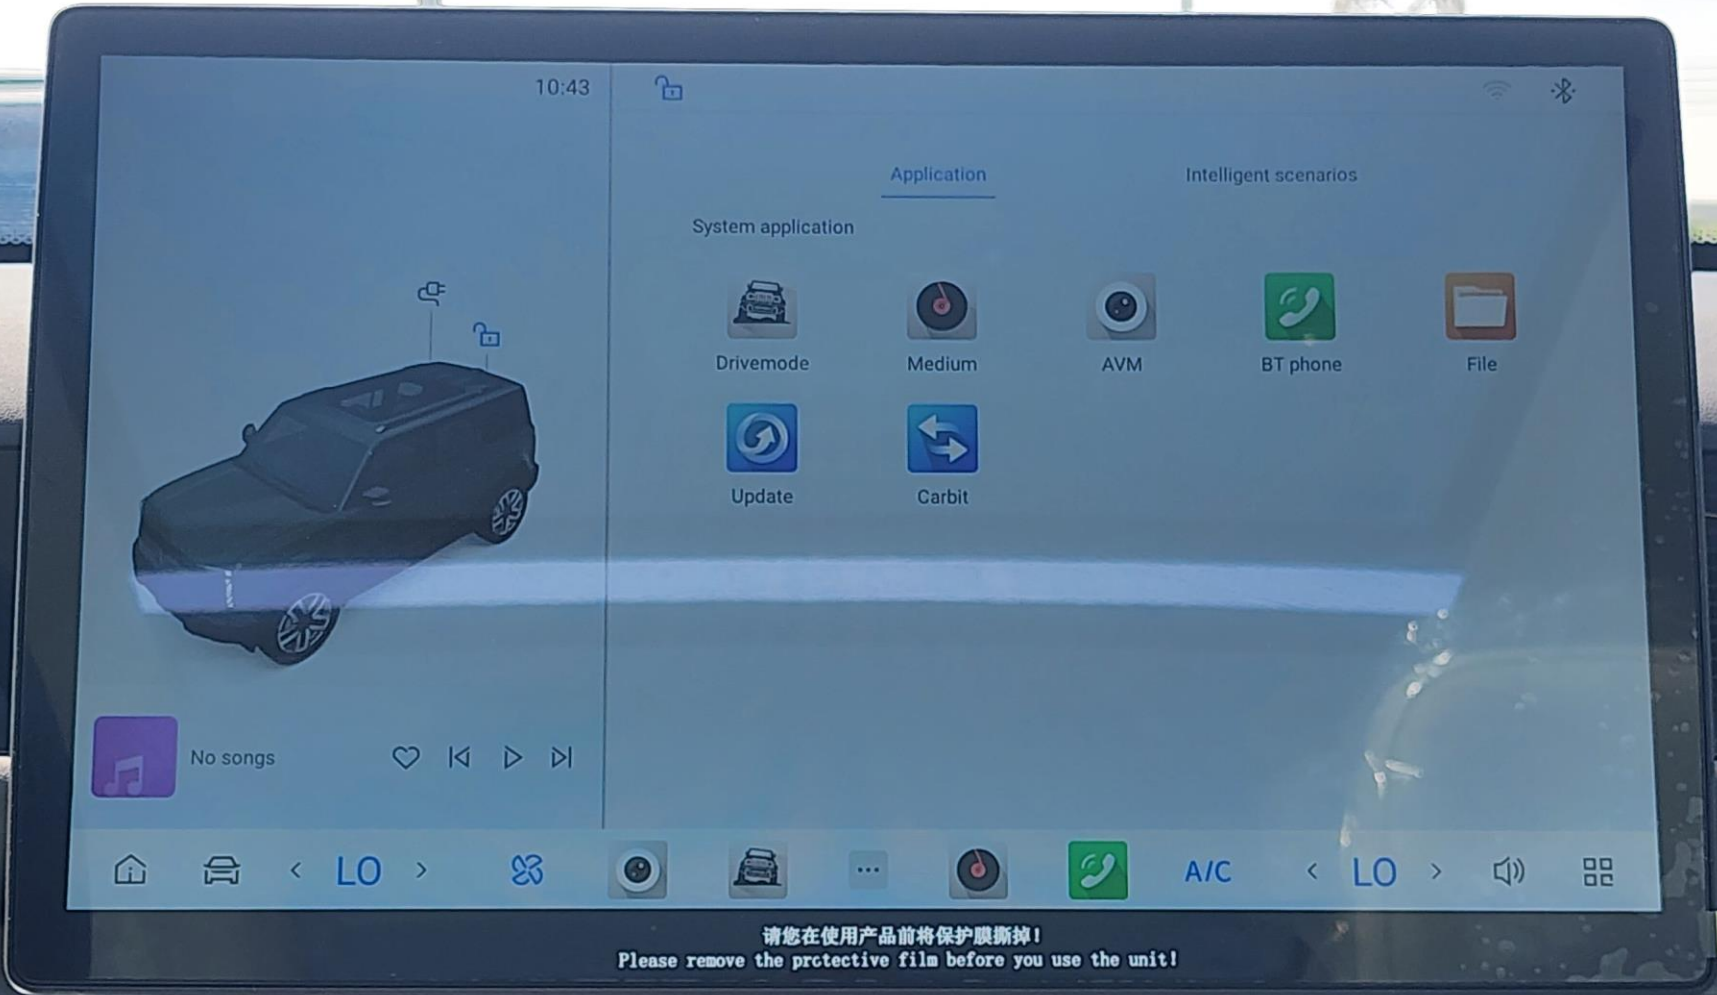 10:43
Application
Intelligent scenarios
System application
Drivemode
Medium
AVM
BT phone
File
Update
Carbit
No songs
LO
A/C
LO
请您在使用产品前将保护膜撕掉!
Please remove the protective film before you use the unit!